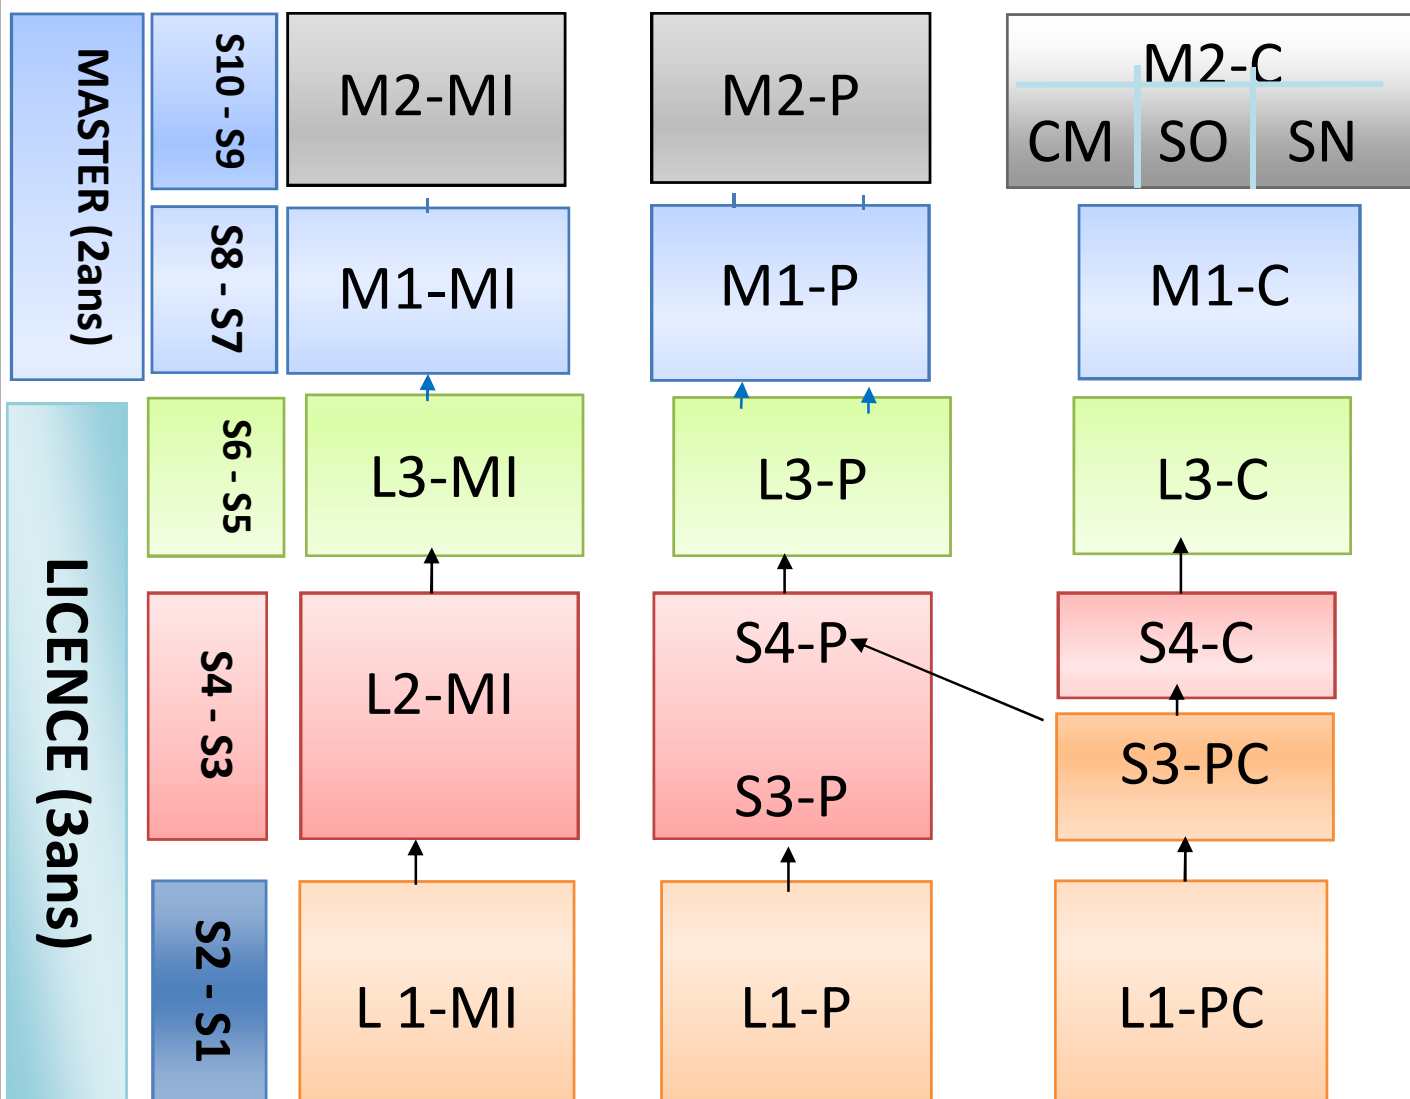 MASTER (2ans)
S10 - S9
M2-MI
M2-P
M2-C
CM SO SN
S8 - S7
M1-MI
M1-P
M1-C
LICENCE (3ans)
S6 - S5
L3-MI
L3-P
L3-C
S4 - S3
L2-MI
S4-P
S4-C
S3-PC
S3-P
S2 - S1
L 1-MI
L1-P
L1-PC